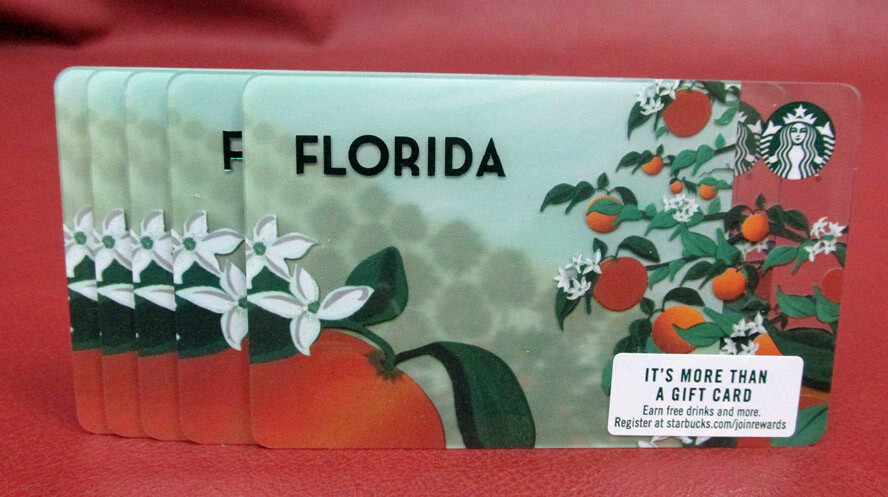 F
FLORIDA
IT'S MORE THAN
A GIFT CARD
Earn free drinks and more.
Register at starbucks.com/joinrewards